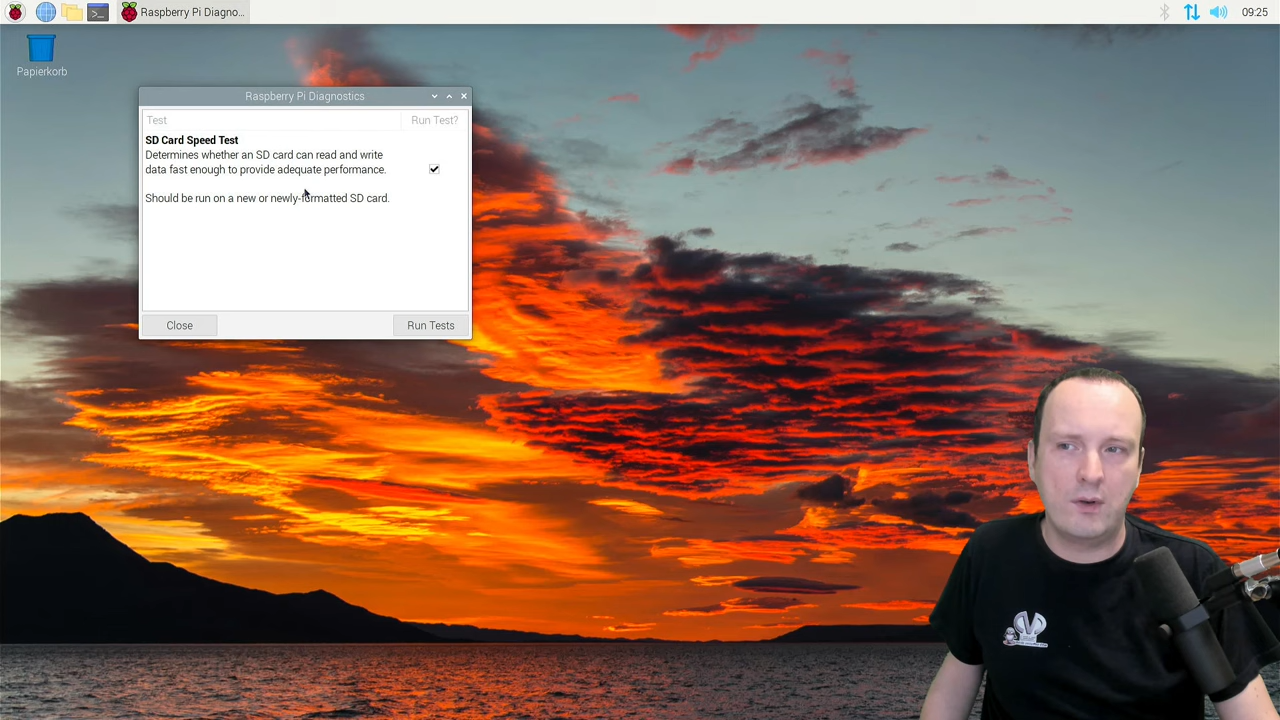 Raspberry Pi Diagno...
09:25
Papierkorb
Raspberry Pi Diagnostics
Test
Run Test?
SD Card Speed Test
Determines whether an SD card can read and write
data fast enough to provide adequate performance.
Should be run on a new or newly-formatted SD card.
Close
Run Tests